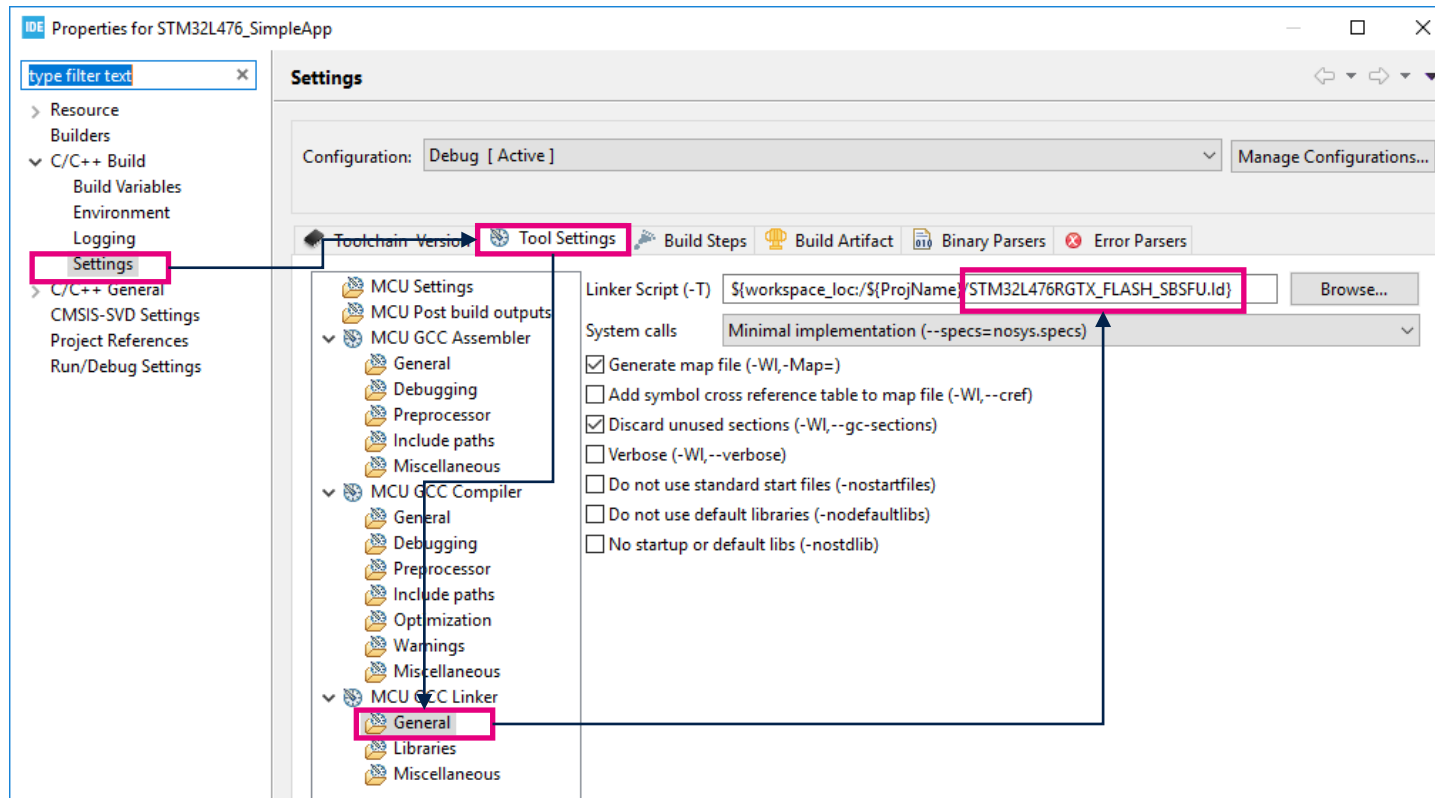 IDE Properties for STM32L476_SimpleApp
type filter text
Resource
Builders
C/C++ Build
Build Variables
Environment
Logging
Settings
C/C++ General
CMSIS-SVD Settings
Project References
Run/Debug Settings
Settings
Configuration: Debug [ Active ] Manage Configurations...
Toolchain Version Tool Settings Build Steps Build Artifact Binary Parsers Error Parsers
MCU Settings
MCU Post build outputs
MCU GCC Assembler
General
Debugging
Preprocessor
Include paths
Miscellaneous
MCU GCC Compiler
General
Debugging
Preprocessor
Include paths
Optimization
Warnings
Miscellaneous
MCU GCC Linker
General
Libraries
Miscellaneous
Linker Script (-T) ${workspace_loc:/${ProjName}/STM32L476RGTX_FLASH_SBSFU.ld} Browse...
System calls Minimal implementation (--specs=nosys.specs)
Generate map file (-Wl,-Map=)
Add symbol cross reference table to map file (-Wl,--cref)
Discard unused sections (-Wl,--gc-sections)
Verbose (-Wl,--verbose)
Do not use standard start files (-nostartfiles)
Do not use default libraries (-nodefaultlibs)
No startup or default libs (-nostdlib)